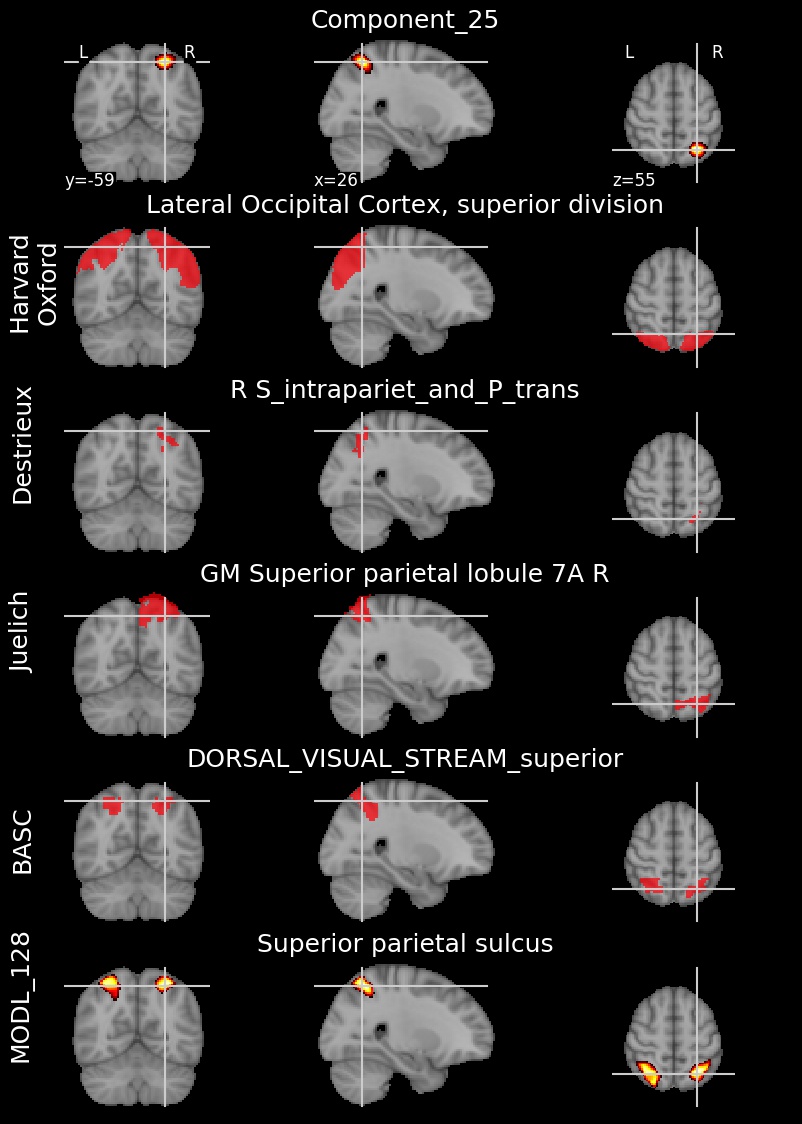 Component_25
L
R
L
R
y=-59
x=26
z=55
Lateral Occipital Cortex, superior division
Harvard
Oxford
R S_intrapariet_and_P_trans
Destrieux
GM Superior parietal lobule 7A R
Juelich
DORSAL_VISUAL_STREAM_superior
BASC
Superior parietal sulcus
MODL_128